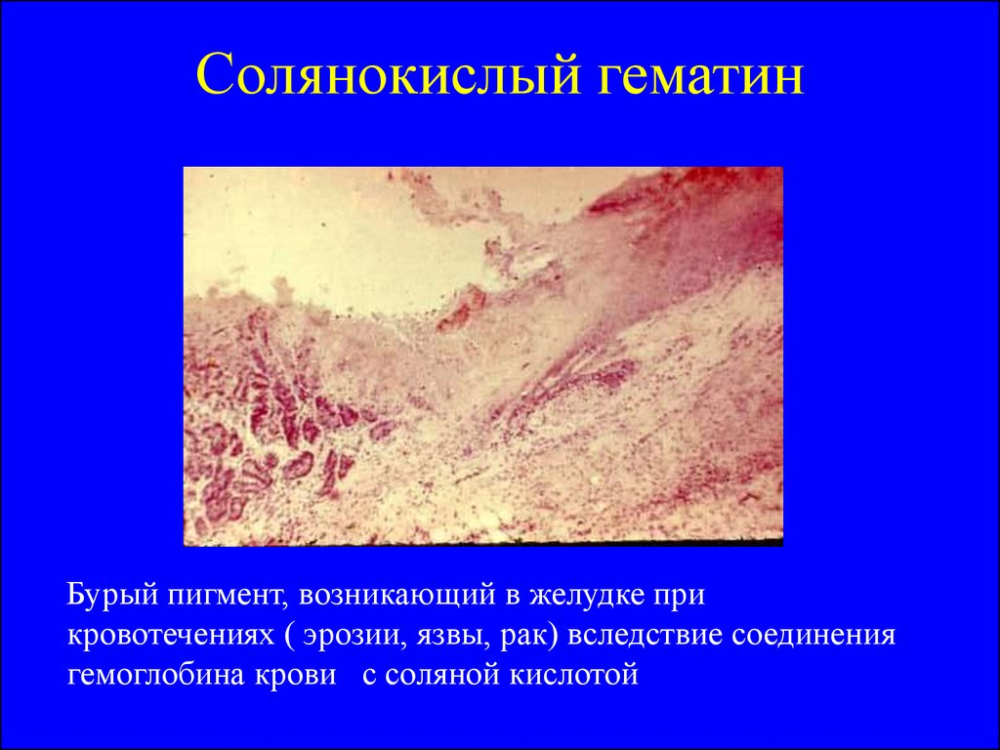 Солянокислый гематин
Бурый пигмент, возникающий в желудке при
кровотечениях ( эрозии, язвы, рак) вследствие соединения
гемоглобина крови   с соляной кислотой